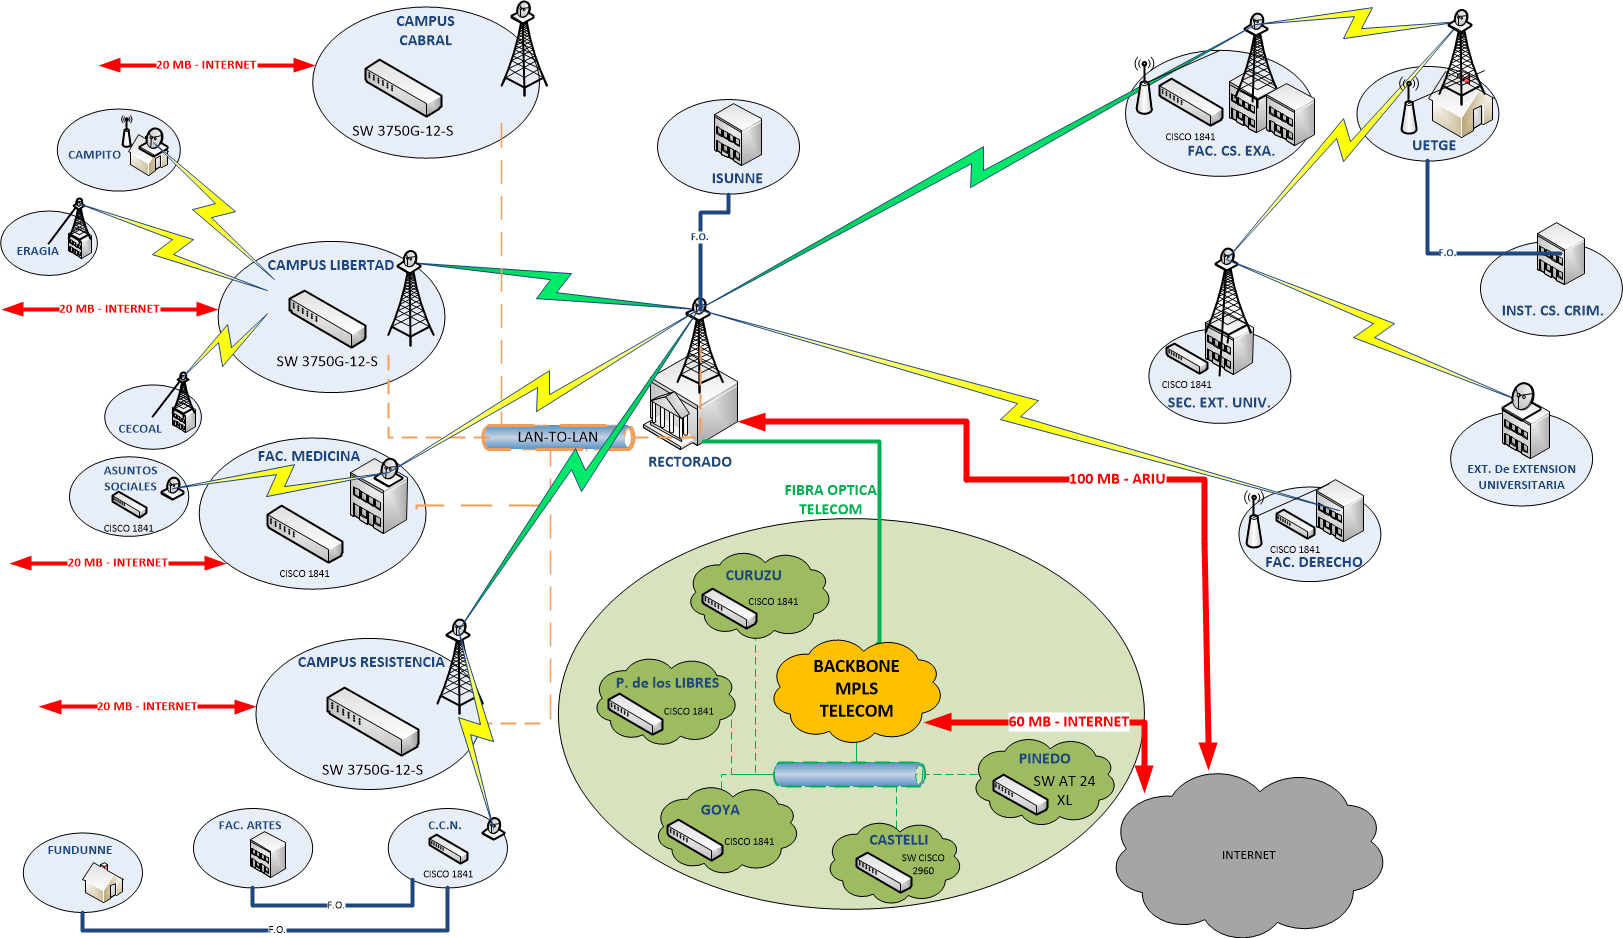 CAMPUS
CABRAL
20 MB - INTERNET
SW 3750G-12-S
CAMPITO
ERAGIA
CAMPUS LIBERTAD
20 MB - INTERNET
SW 3750G-12-S
CECOAL
ISUNNE
F.O.
CISCO 1841
FAC. CS. EXA.
UETGE
F.O.
INST. CS. CRIM.
CISCO 1841
SEC. EXT. UNIV.
EXT. De EXTENSION
UNIVERSITARIA
LAN-TO-LAN
RECTORADO
100 MB - ARIU
FIBRA OPTICA
TELECOM
ASUNTOS
SOCIALES
CISCO 1841
FAC. MEDICINA
CISCO 1841
20 MB - INTERNET
CISCO 1841
FAC. DERECHO
CURUZU
CISCO 1841
P. de los LIBRES
CISCO 1841
BACKBONE
MPLS
TELECOM
60 MB - INTERNET
PINEDO
SW AT 24
XL
GOYA
CISCO 1841
CASTELLI
SW CISCO
2960
INTERNET
CAMPUS RESISTENCIA
20 MB - INTERNET
SW 3750G-12-S
FUNDUNNE
FAC. ARTES
C.C.N.
CISCO 1841
F.O.
F.O.